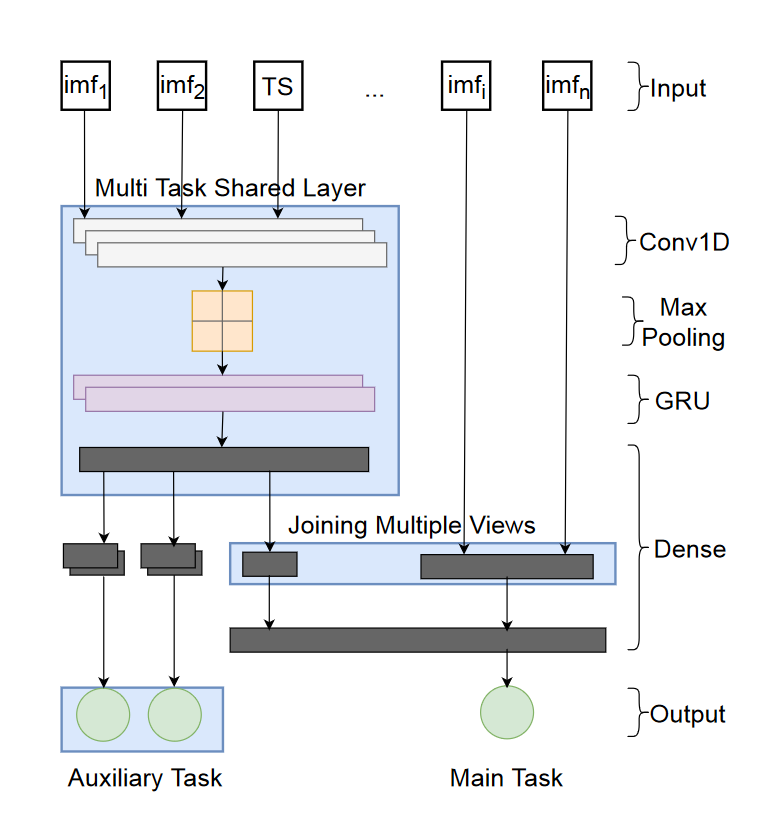 imf1
imf2
TS
...
imfi
imfn
Input
Multi Task Shared Layer
Conv1D
Max
Pooling
GRU
Joining Multiple Views
Dense
Output
Auxiliary Task
Main Task